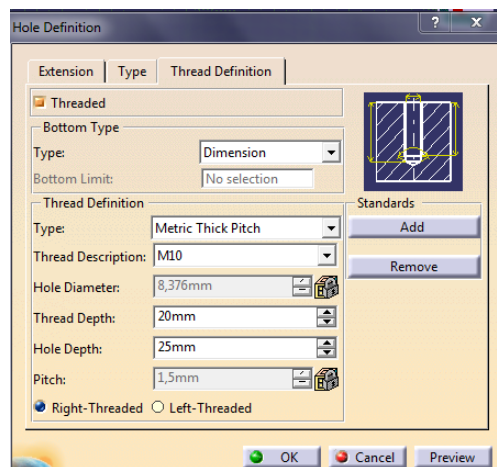 Hole Definition
? x
Extension Type Thread Definition
Threaded
Bottom Type
Type: Dimension
Bottom Limit: No selection
Thread Definition
Type: Metric Thick Pitch
Thread Description: M10
Hole Diameter: 8,376mm
Thread Depth: 20mm
Hole Depth: 25mm
Pitch: 1,5mm
Right-Threaded Left-Threaded
Standards
Add
Remove
OK Cancel Preview